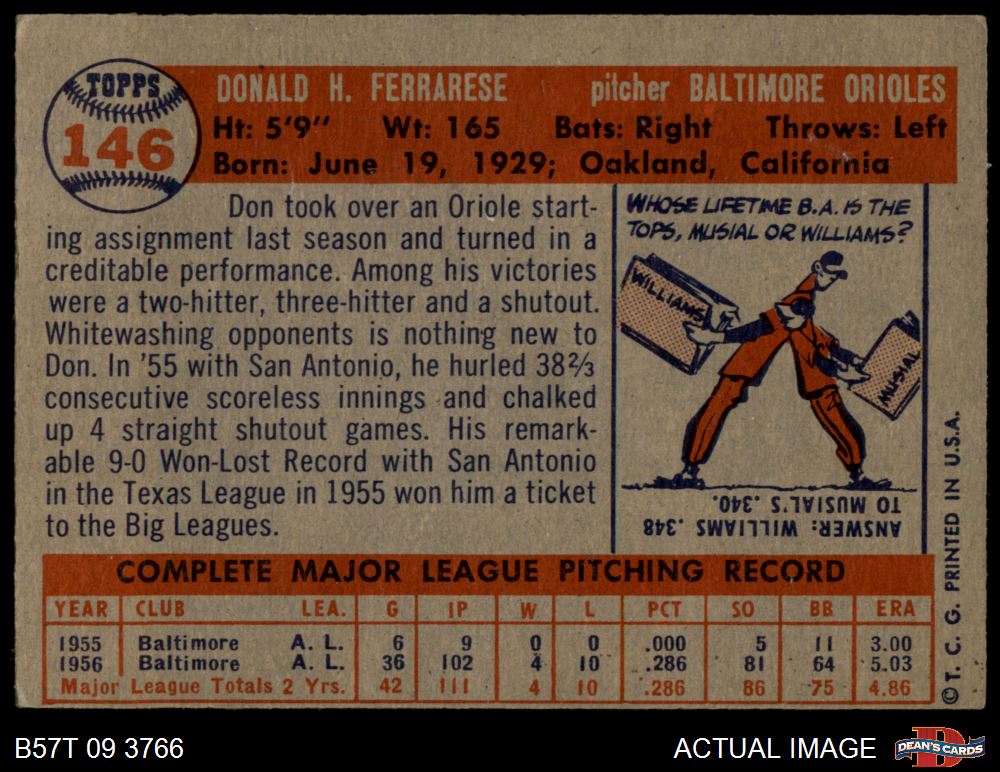 TOPPS
146
DONALD H. FERRARESE pitcher BALTIMORE ORIOLES
Ht: 5'9" Wt: 165 Bats: Right Throws: Left
Born: June 19, 1929; Oakland, California
Don took over an Oriole start-
ing assignment last season and turned in a
creditable performance. Among his victories
were a two-hitter, three-hitter and a shutout.
Whitewashing opponents is nothing new to
Don. In '55 with San Antonio, he hurled 38⅔
consecutive scoreless innings and chalked
up 4 straight shutout games. His remark-
able 9-0 Won-Lost Record with San Antonio
in the Texas League in 1955 won him a ticket
to the Big Leagues.
WHOSE LIFETIME B.A. IS THE
TOPS, MUSIAL OR WILLIAMS?
WILLIAMS
MUSIAL
ANSWER: WILLIAMS .348
TO MUSIAL'S .340.
COMPLETE MAJOR LEAGUE PITCHING RECORD
YEAR CLUB LEA. G IP W L PCT SO BB ERA
1955 Baltimore A. L. 6 9 0 0 .000 5 11 3.00
1956 Baltimore A. L. 36 102 4 10 .286 81 64 5.03
Major League Totals 2 Yrs. 42 111 4 10 .286 86 75 4.86
© T. C. G. PRINTED IN U.S.A.
B57T 09 3766
ACTUAL IMAGE
DEAN'S CARDS